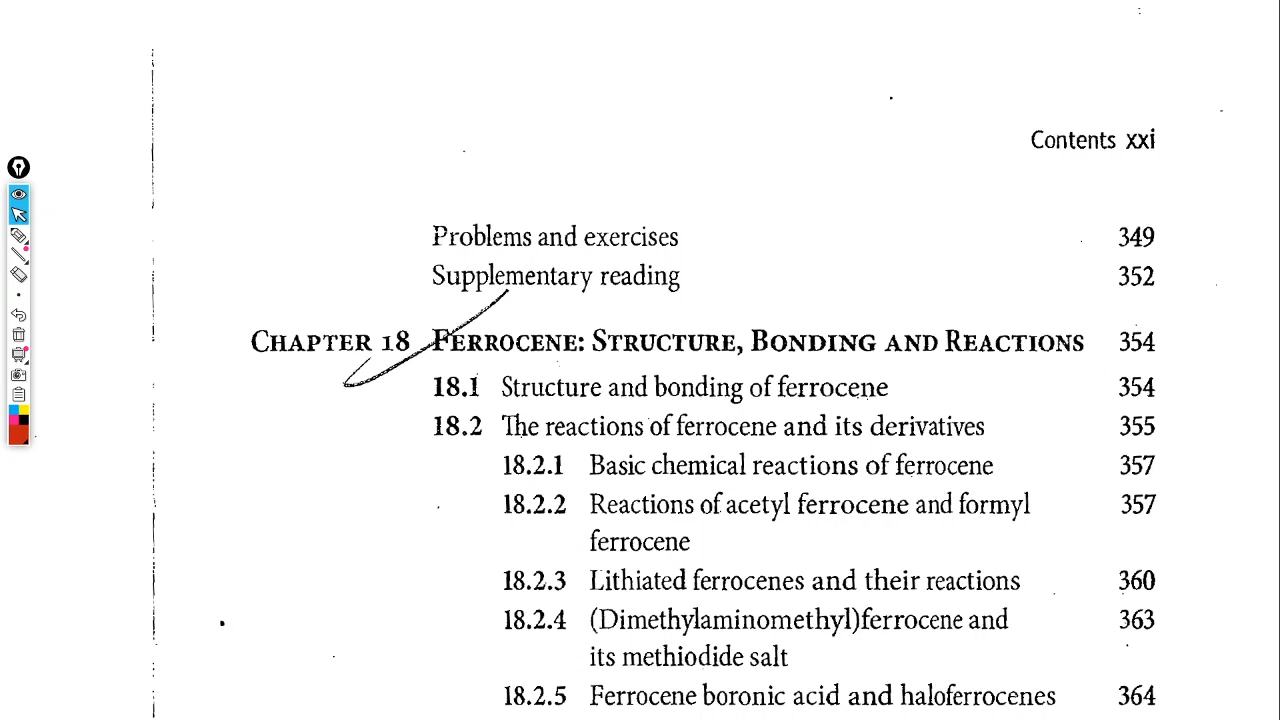 Contents xxi
Problems and exercises 349
Supplementary reading 352
CHAPTER 18 FERROCENE: STRUCTURE, BONDING AND REACTIONS 354
18.1 Structure and bonding of ferrocene 354
18.2 The reactions of ferrocene and its derivatives 355
18.2.1 Basic chemical reactions of ferrocene 357
18.2.2 Reactions of acetyl ferrocene and formyl 357
ferrocene
18.2.3 Lithiated ferrocenes and their reactions 360
18.2.4 (Dimethylaminomethyl)ferrocene and 363
its methiodide salt
18.2.5 Ferrocene boronic acid and haloferrocenes 364